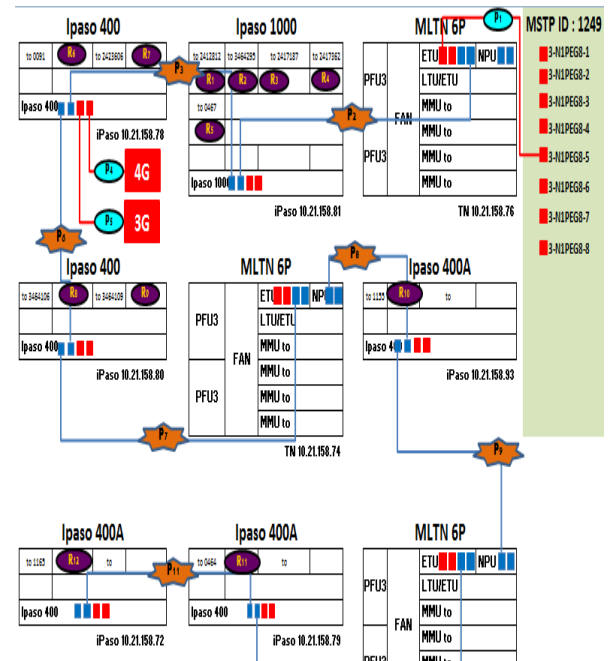 Ipaso 400
to 0091 R6 to 2423606 R7
Ipaso 400
iPaso 10.21.158.78
P3
P4 4G
P5 3G
P6
Ipaso 1000
to 2412812 to 3464295 to 2417187 to 2417362
R1 R2 R3 R4
to 0467
R5
Ipaso 1000
iPaso 10.21.158.81
P2
MLTN 6P
ETU NPU
PFU3 LTU/ETU
FAN MMU to
MMU to
PFU3 MMU to
MMU to
TN 10.21.158.76
P1
MSTP ID : 1249
3-N1PEG8-1
3-N1PEG8-2
3-N1PEG8-3
3-N1PEG8-4
3-N1PEG8-5
3-N1PEG8-6
3-N1PEG8-7
3-N1PEG8-8
Ipaso 400
to 3464106 R8 to 3464109 R9
Ipaso 400
iPaso 10.21.158.80
P7
MLTN 6P
ETU NPU
PFU3 LTU/ETU
FAN MMU to
MMU to
PFU3 MMU to
MMU to
TN 10.21.158.74
P8
Ipaso 400A
to 1155 R10 to
Ipaso 400
iPaso 10.21.158.93
P9
Ipaso 400A
to 1163 R12 to
Ipaso 400
iPaso 10.21.158.72
P11
Ipaso 400A
to 0464 R11 to
Ipaso 400
iPaso 10.21.158.79
MLTN 6P
ETU NPU
PFU3 LTU/ETU
FAN MMU to
MMU to
PFU3 MMU to